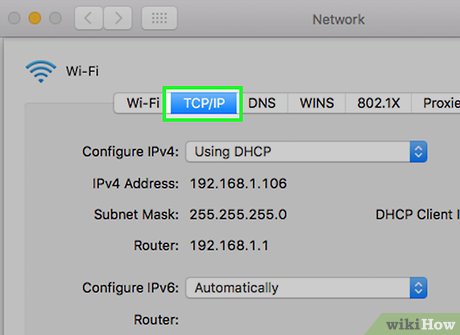 Network
Wi-Fi
Wi-Fi TCP/IP DNS WINS 802.1X Proxie
Configure IPv4: Using DHCP
IPv4 Address: 192.168.1.106
Subnet Mask: 255.255.255.0 DHCP Client I
Router: 192.168.1.1
Configure IPv6: Automatically
Router:
wikiHow